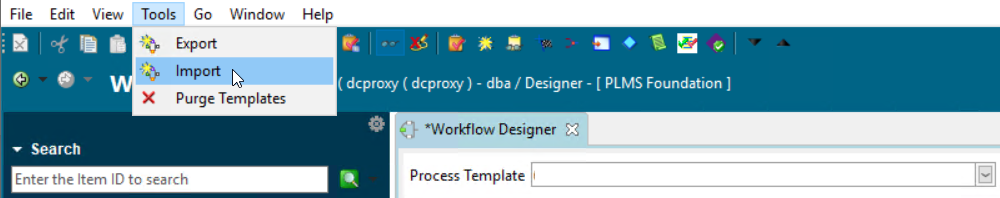 File Edit View Tools Go Window Help
Export
Import
( dcproxy ( dcproxy ) - dba / Designer - [ PLMS Foundation ]
Purge Templates
*Workflow Designer
Search
Process Template
Enter the Item ID to search